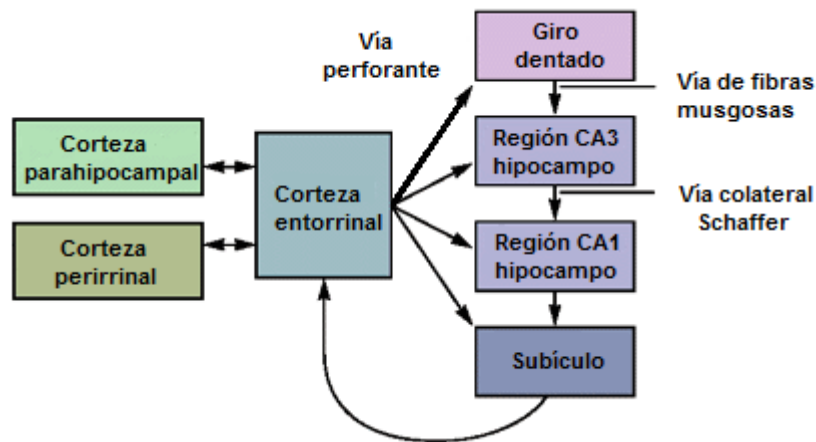 Vía
perforante
Giro
dentado
Vía de fibras
musgosas
Corteza
parahipocampal
Corteza
entorrinal
Región CA3
hipocampo
Vía colateral
Schaffer
Corteza
perirrinal
Región CA1
hipocampo
Subículo